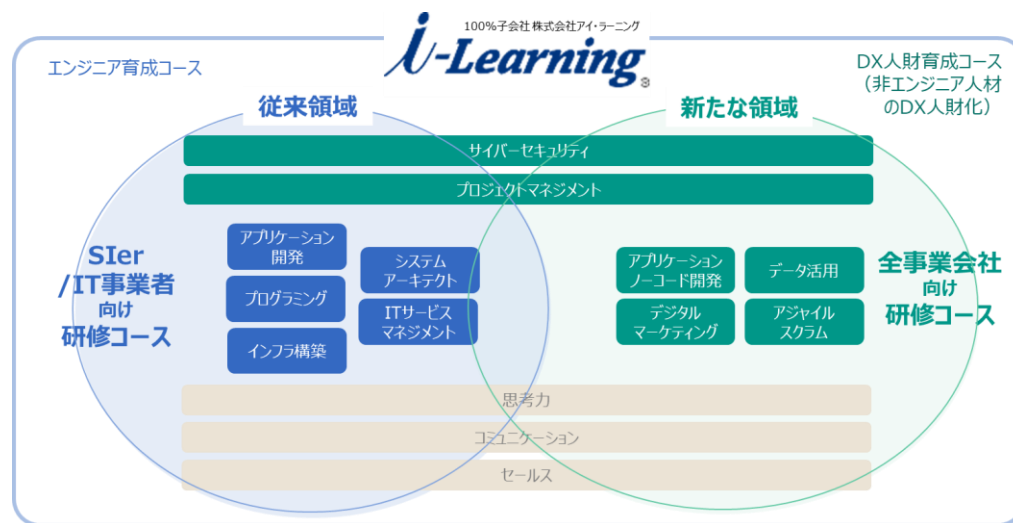 100%子会社 株式会社アイ・ラーニング
i-Learning®
エンジニア育成コース
DX人財育成コース
（非エンジニア人材
のDX人財化）
従来領域
新たな領域
サイバーセキュリティ
プロジェクトマネジメント
SIer
/IT事業者
向け
研修コース
アプリケーション
開発
プログラミング
インフラ構築
システム
アーキテクト
ITサービス
マネジメント
アプリケーション
ノーコード開発
データ活用
デジタル
マーケティング
アジャイル
スクラム
全事業会社
向け
研修コース
思考力
コミュニケーション
セールス